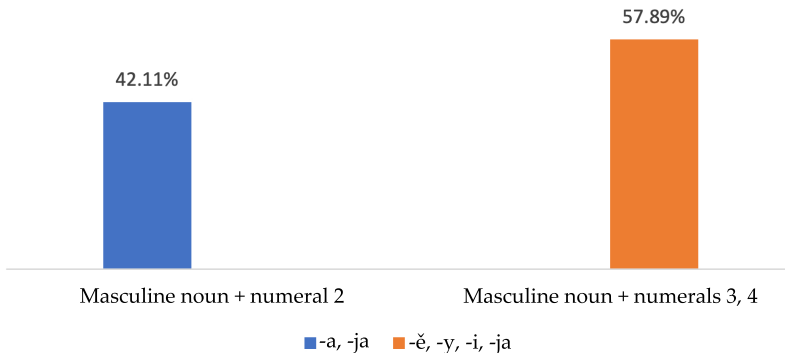 57.89%
42.11%
Masculine noun + numeral 2
Masculine noun + numerals 3, 4
-a, -ja
-ě, -y, -i, -ja